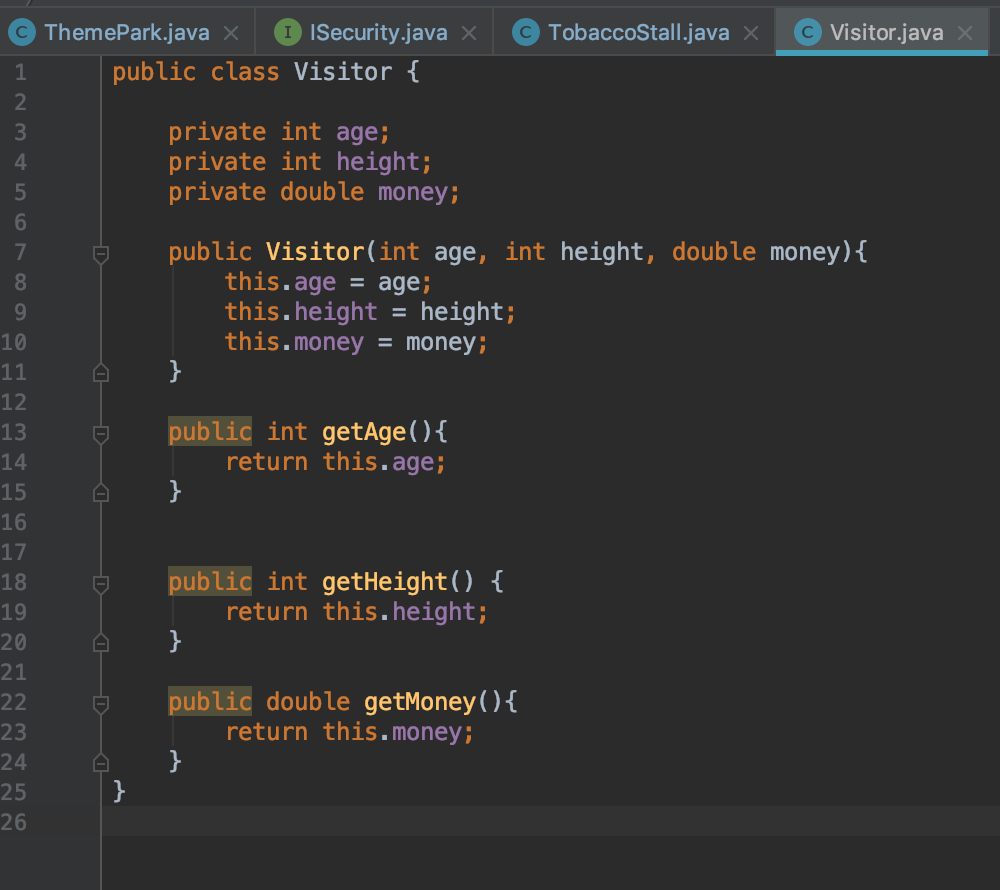 C ThemePark.java × I ISecurity.java × C TobaccoStall.java × C Visitor.java ×
1 public class Visitor {
2
3     private int age;
4     private int height;
5     private double money;
6
7     public Visitor(int age, int height, double money){
8         this.age = age;
9         this.height = height;
10         this.money = money;
11     }
12
13     public int getAge(){
14         return this.age;
15     }
16
17
18     public int getHeight() {
19         return this.height;
20     }
21
22     public double getMoney(){
23         return this.money;
24     }
25 }
26